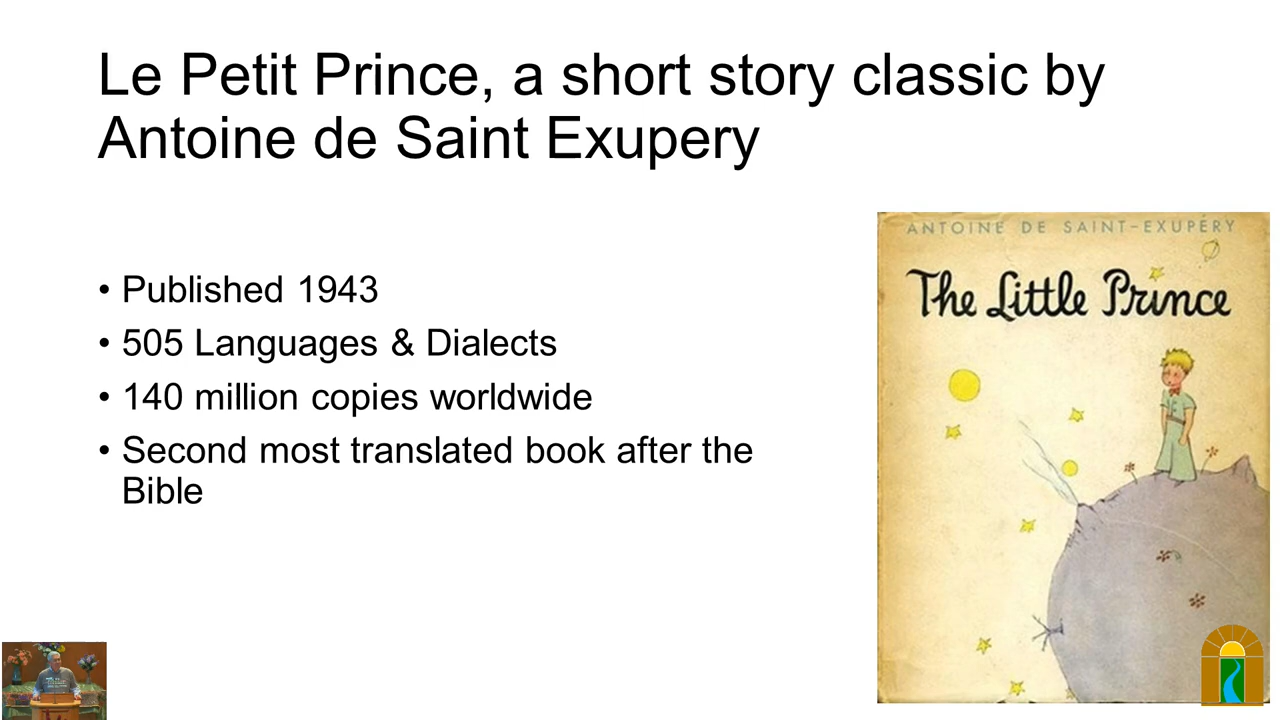 Le Petit Prince, a short story classic by
Antoine de Saint Exupery
• Published 1943
• 505 Languages & Dialects
• 140 million copies worldwide
• Second most translated book after the
Bible
ANTOINE DE SAINT-EXUPÉRY
The Little Prince